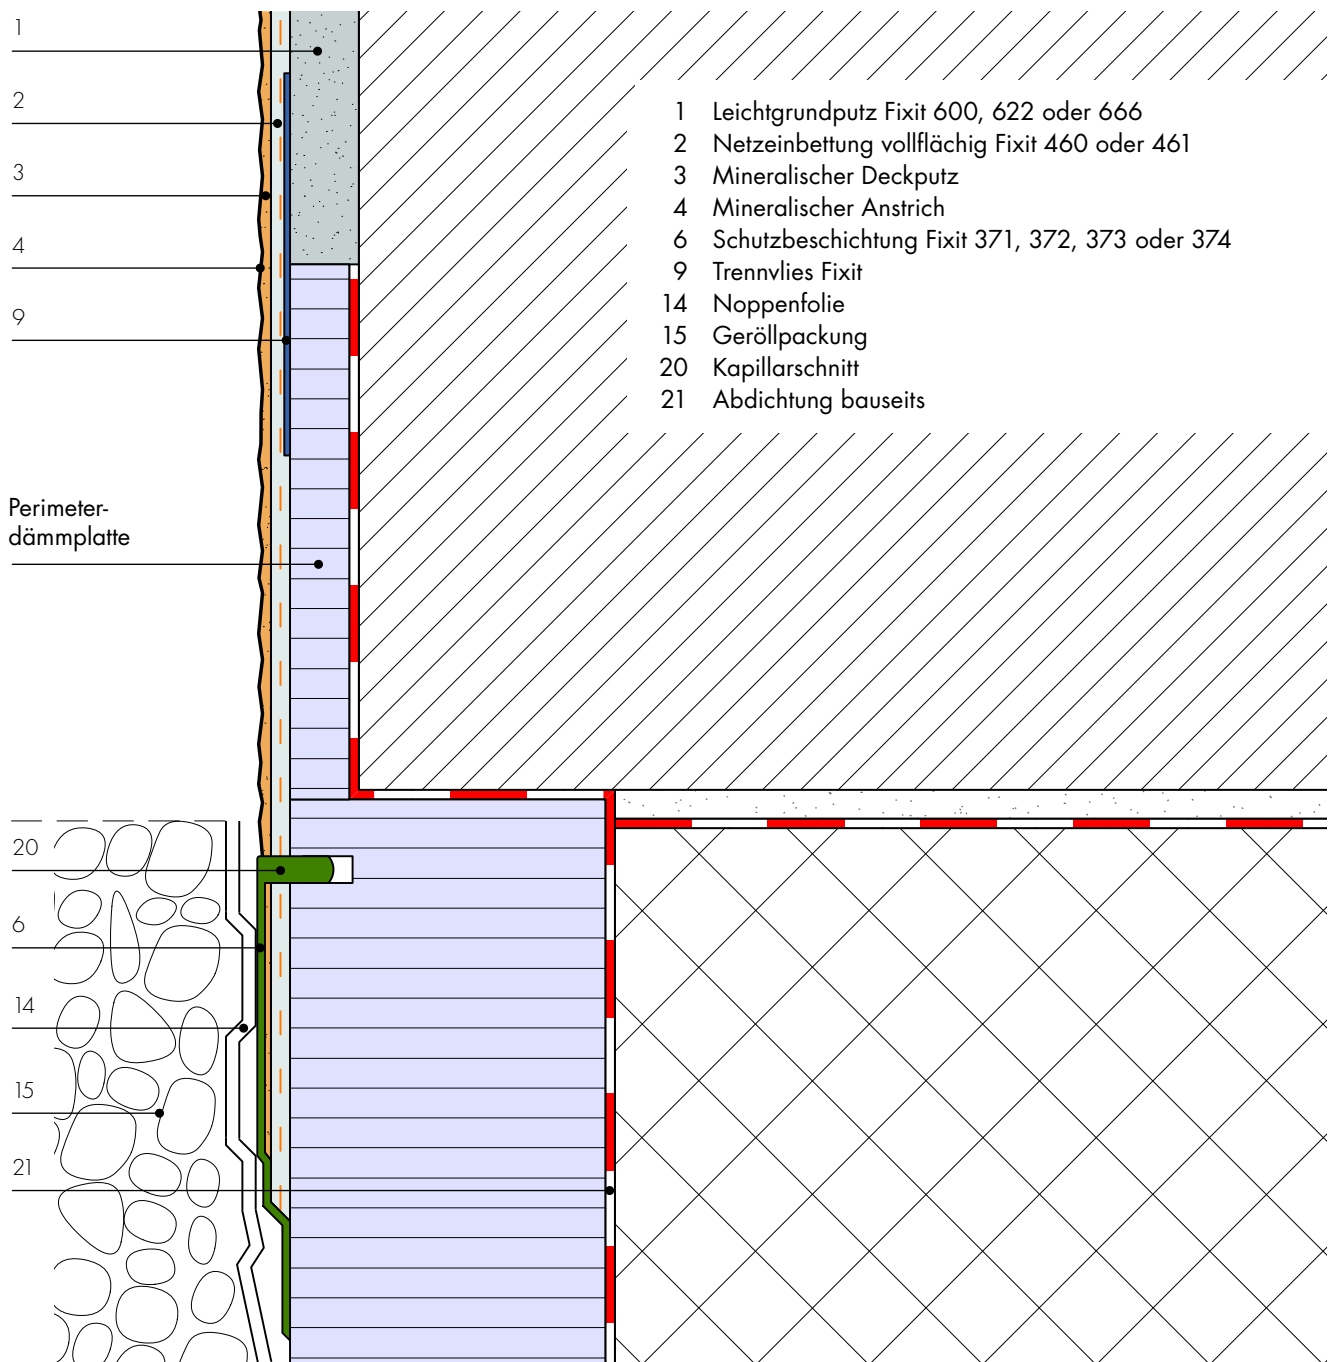 1
2
3
4
9
Perimeter-
dämmplatte
20
6
14
15
21
1 Leichtgrundputz Fixit 600, 622 oder 666
2 Netzeinbettung vollflächig Fixit 460 oder 461
3 Mineralischer Deckputz
4 Mineralischer Anstrich
6 Schutzbeschichtung Fixit 371, 372, 373 oder 374
9 Trennvlies Fixit
14 Noppenfolie
15 Geröllpackung
20 Kapillarschnitt
21 Abdichtung bauseits